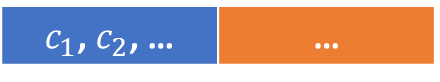 c₁, c₂, ... ...